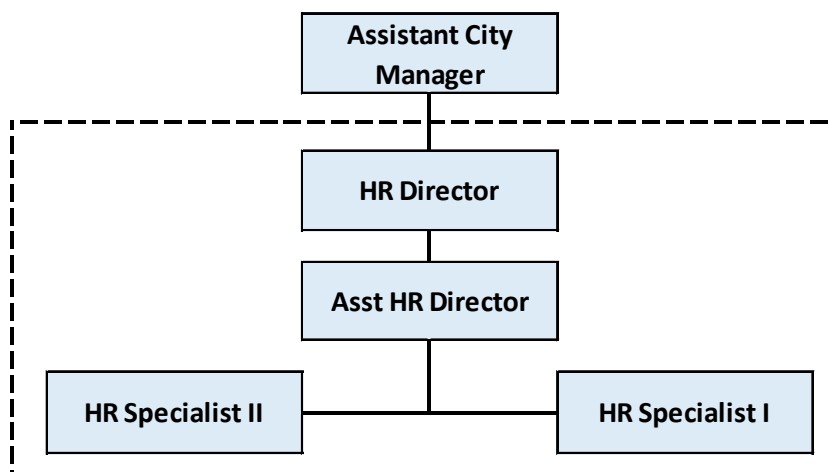 Assistant City
Manager
HR Director
Asst HR Director
HR Specialist II
HR Specialist I